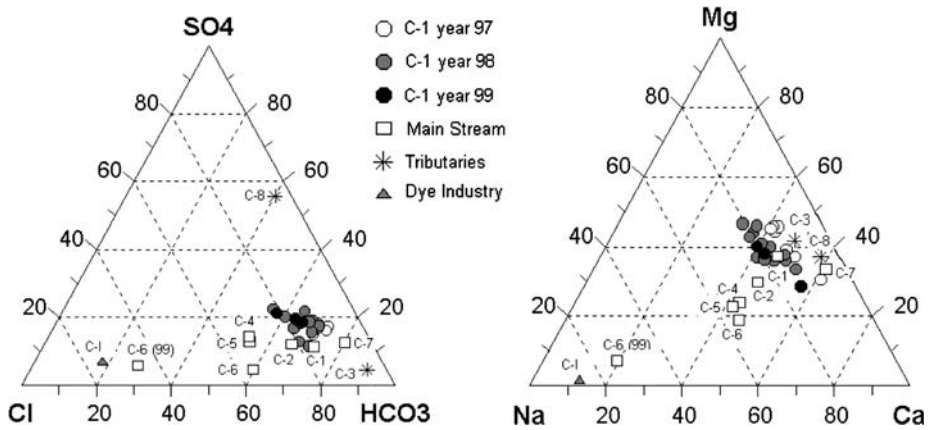 SO4
80
80
60
60
C-8
40
40
20
20
C-4
C-5
C-6
C-2
C-1
C-7
C-3
C-I
C-6 (99)
Cl
20
40
60
80
HCO3
C-1 year 97
C-1 year 98
C-1 year 99
Main Stream
Tributaries
Dye Industry
Mg
80
80
60
60
C-3
C-8
40
40
C-7
C-1
C-2
C-4
C-5
C-6
20
20
C-6 (99)
C-I
Na
20
40
60
80
Ca